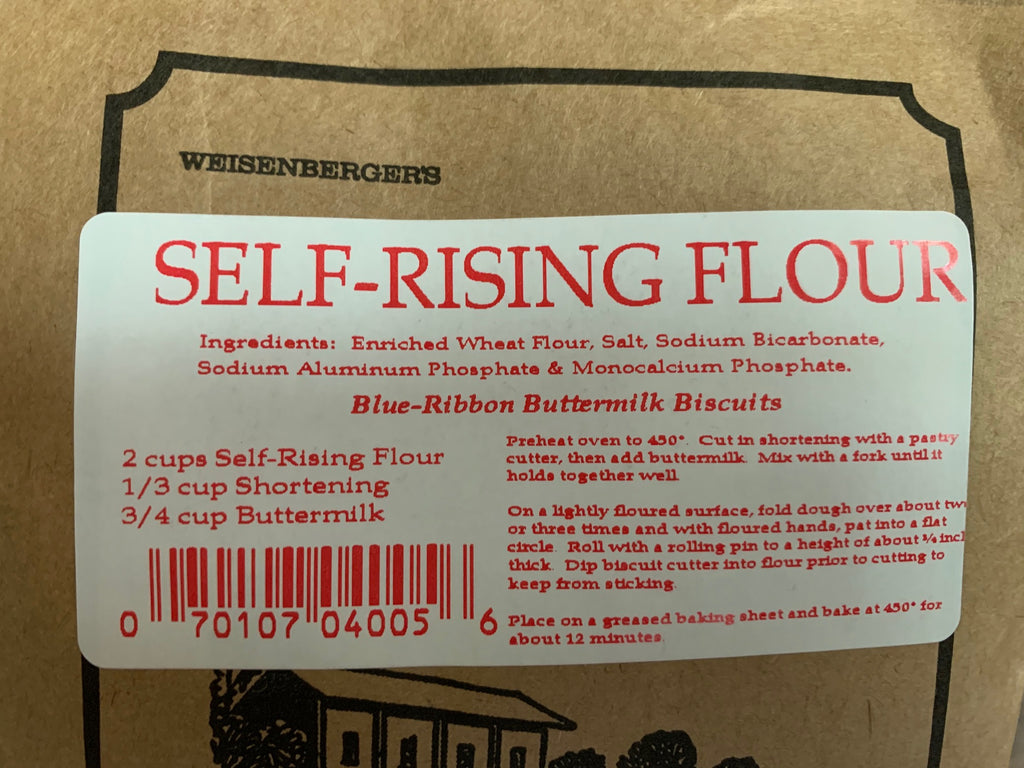 WEISENBERGER'S
SELF-RISING FLOUR
Ingredients: Enriched Wheat Flour, Salt, Sodium Bicarbonate,
Sodium Aluminum Phosphate & Monocalcium Phosphate.
Blue-Ribbon Buttermilk Biscuits
2 cups Self-Rising Flour
1/3 cup Shortening
3/4 cup Buttermilk
Preheat oven to 450°. Cut in shortening with a pastry
cutter, then add buttermilk. Mix with a fork until it
holds together well.
On a lightly floured surface, fold dough over about tw
or three times and with floured hands, pat into a flat
circle. Roll with a rolling pin to a height of about ¾ incl
thick. Dip biscuit cutter into flour prior to cutting to
keep from sticking.
Place on a greased baking sheet and bake at 450° for
about 12 minutes.
0 70107 04005 6